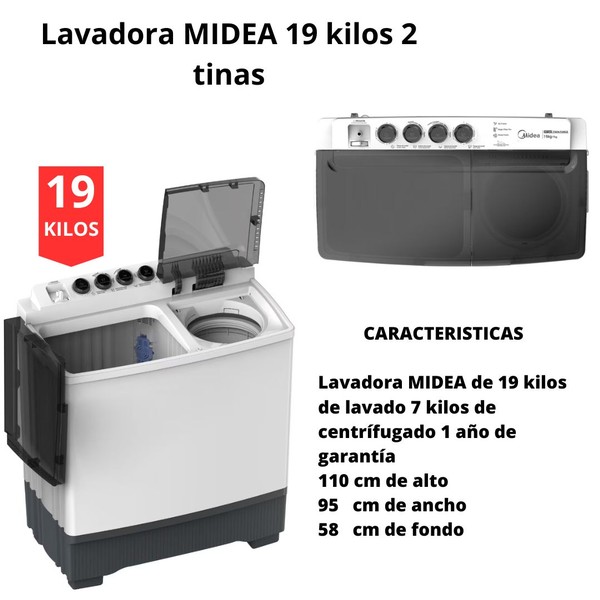 Lavadora MIDEA 19 kilos 2
tinas
Midea
19
KILOS
CARACTERISTICAS
Lavadora MIDEA de 19 kilos
de lavado 7 kilos de
centrífugado 1 año de
garantía
110 cm de alto
95 cm de ancho
58 cm de fondo